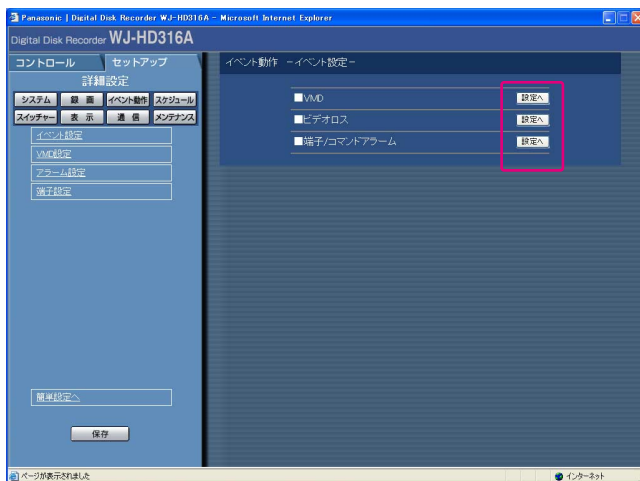 Panasonic | Digital Disk Recorder WJ-HD316A - Microsoft Internet Explorer
Digital Disk Recorder WJ-HD316A
コントロール セットアップ
詳細設定
システム 録 画 イベント動作 スケジュール
スイッチャー 表 示 通 信 メンテナンス
イベント設定
VMD設定
アラーム設定
端子設定
簡単設定へ
保存
イベント動作 －イベント設定－
■VMD 設定へ
■ビデオロス 設定へ
■端子/コマンドアラーム 設定へ
ページが表示されました インターネット